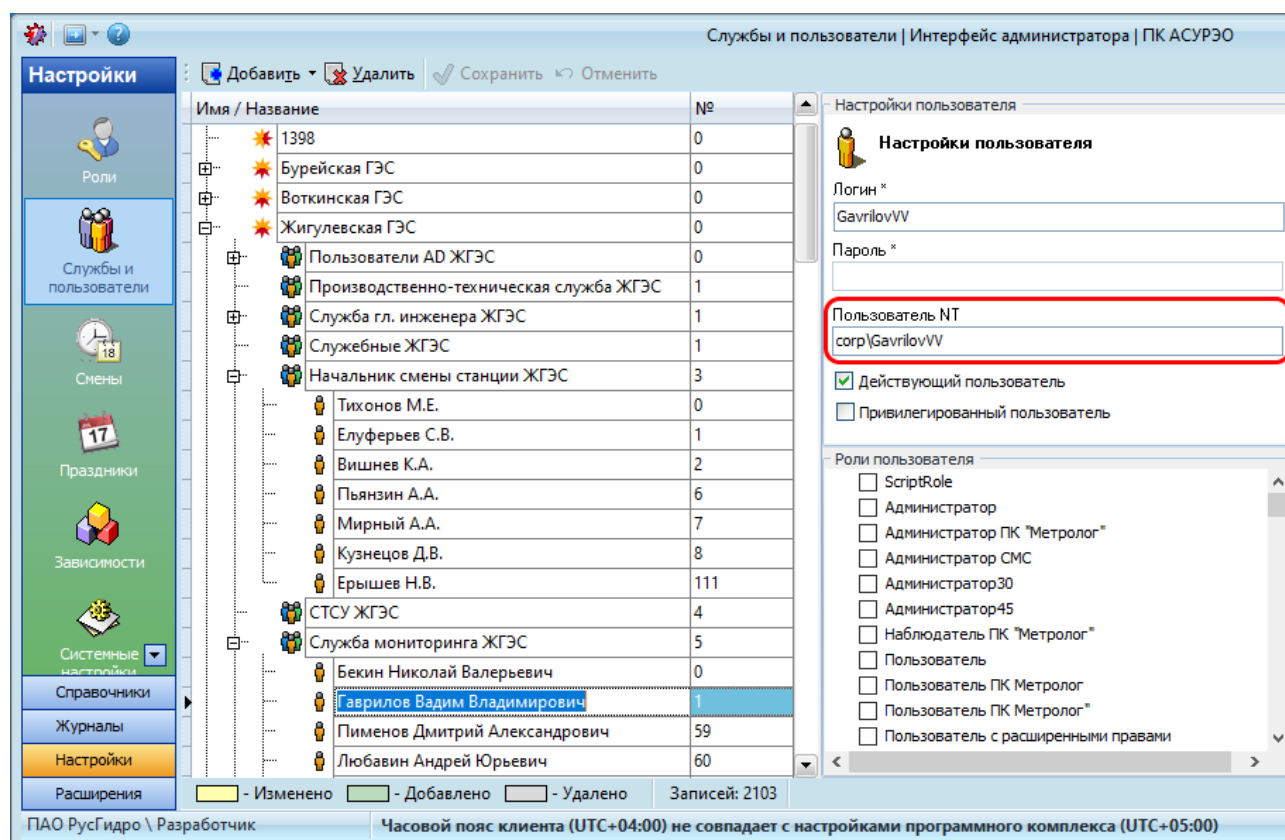 Службы и пользователи | Интерфейс администратора | ПК АСУРЭО
Настройки
Добавить
Удалить
Сохранить
Отменить
Роли
Службы и
пользователи
Смены
18
Праздники
17
Зависимости
Системные
настройки
Справочники
Журналы
Настройки
Расширения
Имя / Название №
1398 0
Бурейская ГЭС 0
Воткинская ГЭС 0
Жигулевская ГЭС 0
Пользователи AD ЖГЭС 0
Производственно-техническая служба ЖГЭС 1
Служба гл. инженера ЖГЭС 1
Служебные ЖГЭС 1
Начальник смены станции ЖГЭС 3
Тихонов М.Е. 0
Елуферьев С.В. 1
Вишнев К.А. 2
Пьянзин А.А. 6
Мирный А.А. 7
Кузнецов Д.В. 8
Ерышев Н.В. 111
СТСУ ЖГЭС 4
Служба мониторинга ЖГЭС 5
Бекин Николай Валерьевич 0
Гаврилов Вадим Владимирович 1
Пименов Дмитрий Александрович 59
Любавин Андрей Юрьевич 60
- Изменено - Добавлено - Удалено Записей: 2103
Настройки пользователя
Настройки пользователя
Логин *
GavrilovVV
Пароль *
Пользователь NT
corp\GavrilovVV
Действующий пользователь
Привилегированный пользователь
Роли пользователя
ScriptRole
Администратор
Администратор ПК "Метролог"
Администратор СМС
Администратор30
Администратор45
Наблюдатель ПК "Метролог"
Пользователь
Пользователь ПК Метролог
Пользователь ПК Метролог"
Пользователь с расширенными правами
ПАО РусГидро \ Разработчик
Часовой пояс клиента (UTC+04:00) не совпадает с настройками программного комплекса (UTC+05:00)